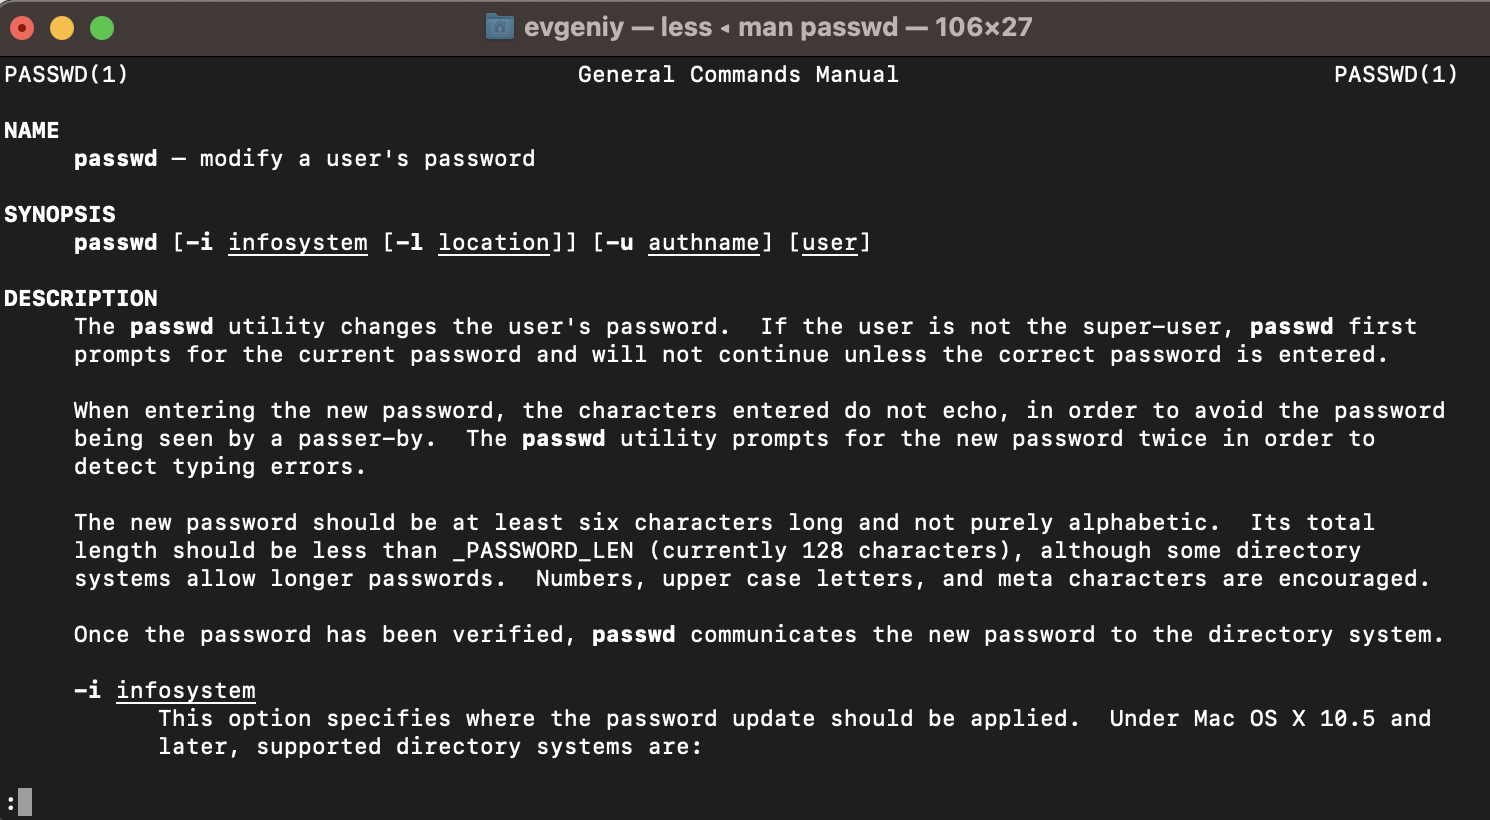 evgeniy — less ◂ man passwd — 106×27
PASSWD(1) General Commands Manual PASSWD(1)
NAME
passwd – modify a user's password
SYNOPSIS
passwd [-i infosystem [-l location]] [-u authname] [user]
DESCRIPTION
The passwd utility changes the user's password.  If the user is not the super-user, passwd first
prompts for the current password and will not continue unless the correct password is entered.
When entering the new password, the characters entered do not echo, in order to avoid the password
being seen by a passer-by.  The passwd utility prompts for the new password twice in order to
detect typing errors.
The new password should be at least six characters long and not purely alphabetic.  Its total
length should be less than _PASSWORD_LEN (currently 128 characters), although some directory
systems allow longer passwords.  Numbers, upper case letters, and meta characters are encouraged.
Once the password has been verified, passwd communicates the new password to the directory system.
-i infosystem
This option specifies where the password update should be applied.  Under Mac OS X 10.5 and
later, supported directory systems are:
: